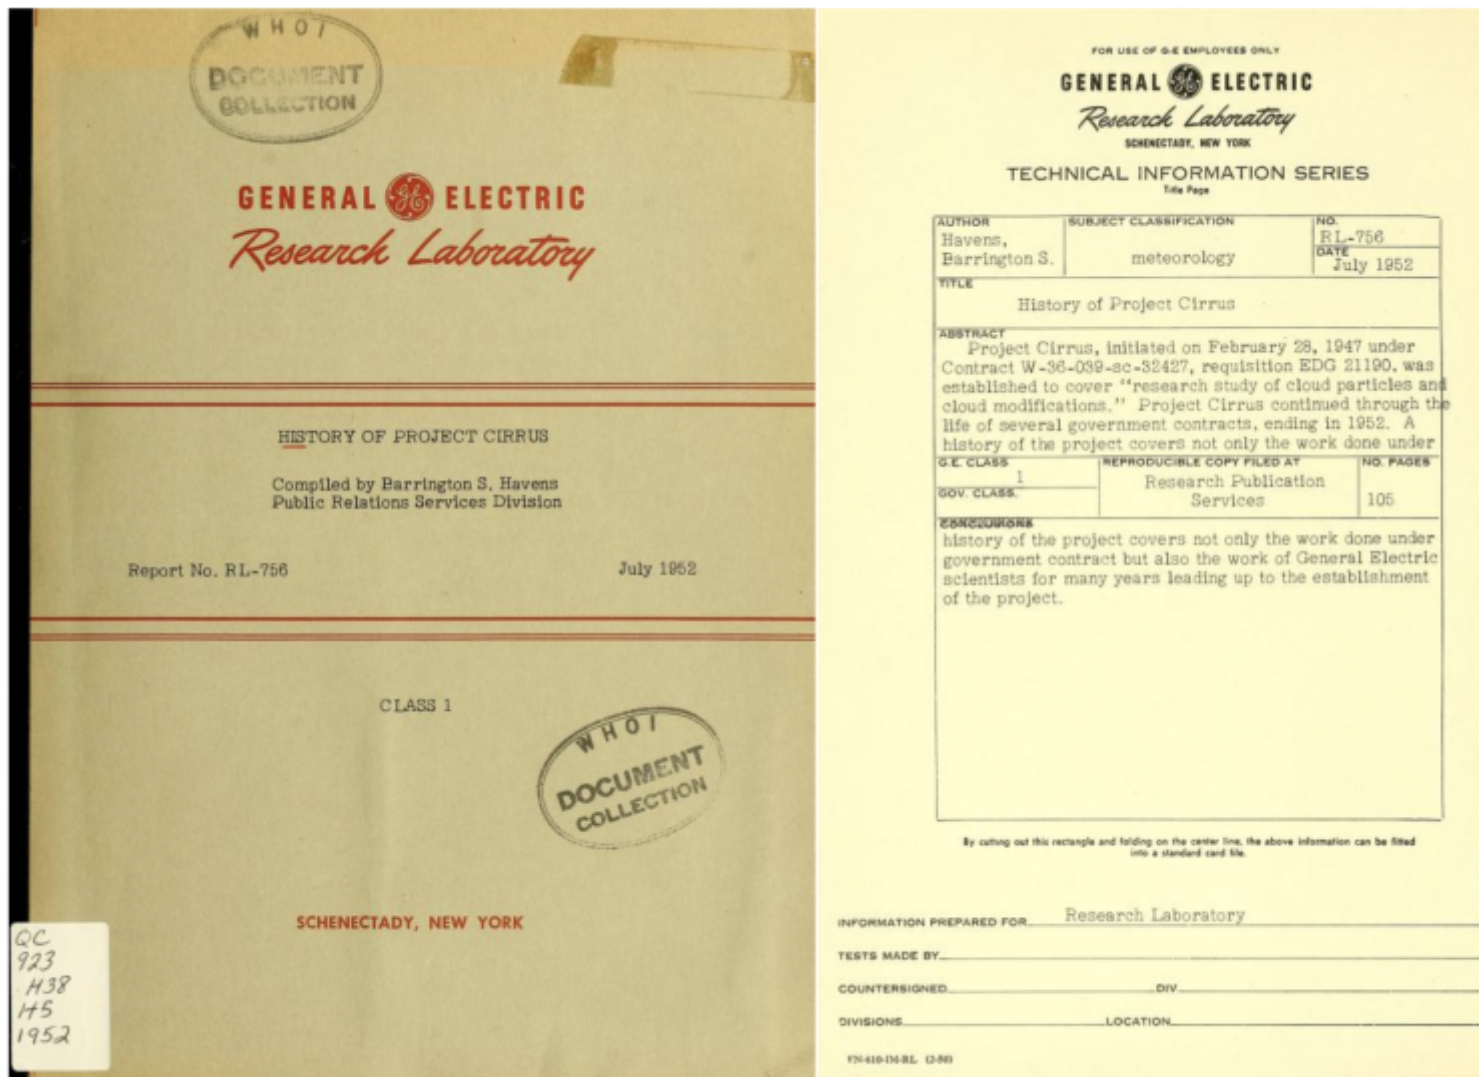 WHOI
DOCUMENT
COLLECTION
GENERAL GE ELECTRIC
Research Laboratory
HISTORY OF PROJECT CIRRUS
Compiled by Barrington S. Havens
Public Relations Services Division
Report No. RL-756 July 1952
CLASS 1
WHOI
DOCUMENT
COLLECTION
SCHENECTADY, NEW YORK
QC
923
.H38
H5
1952
FOR USE OF G-E EMPLOYEES ONLY
GENERAL GE ELECTRIC
Research Laboratory
SCHENECTADY, NEW YORK
TECHNICAL INFORMATION SERIES
Title Page
AUTHOR SUBJECT CLASSIFICATION NO.
Havens, RL-756
Barrington S. meteorology DATE
July 1952
TITLE
History of Project Cirrus
ABSTRACT
Project Cirrus, initiated on February 28, 1947 under
Contract W-36-039-sc-32427, requisition EDG 21190, was
established to cover "research study of cloud particles and
cloud modifications." Project Cirrus continued through the
life of several government contracts, ending in 1952. A
history of the project covers not only the work done under
G.E. CLASS REPRODUCIBLE COPY FILED AT NO. PAGES
1 Research Publication
GOV. CLASS. Services 105
CONCLUSIONS
history of the project covers not only the work done under
government contract but also the work of General Electric
scientists for many years leading up to the establishment
of the project.
By cutting out this rectangle and folding on the center line, the above information can be fitted
into a standard card file.
INFORMATION PREPARED FOR Research Laboratory
TESTS MADE BY
COUNTERSIGNED DIV
DIVISIONS LOCATION
FN-610-IM-RL (2-50)